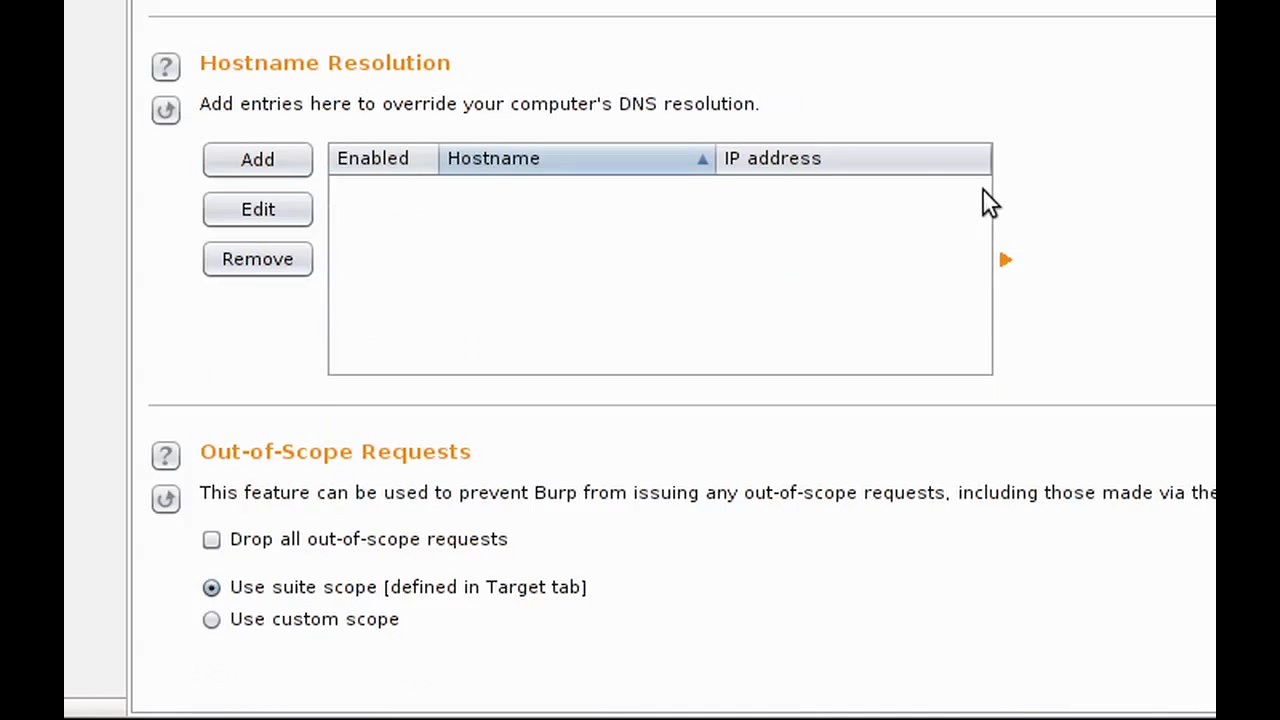 Hostname Resolution
Add entries here to override your computer's DNS resolution.
Add
Enabled
Hostname
IP address
Edit
Remove
Out-of-Scope Requests
This feature can be used to prevent Burp from issuing any out-of-scope requests, including those made via the
Drop all out-of-scope requests
Use suite scope [defined in Target tab]
Use custom scope